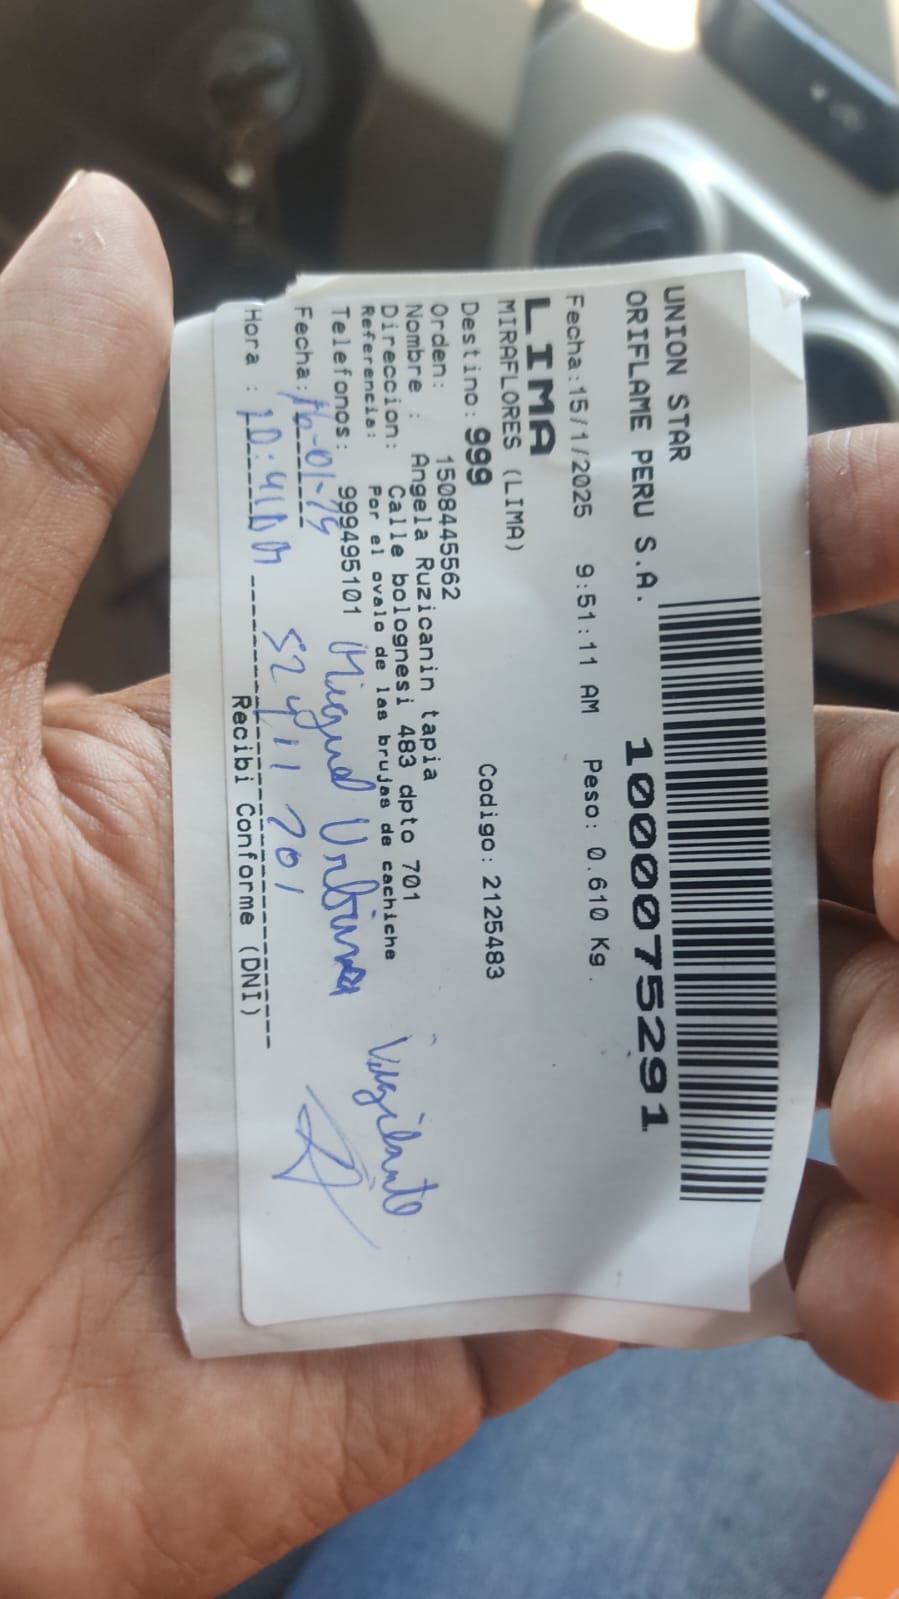 UNION STAR
ORIFLAME PERU S.A. 10000752911
Fecha:15/1/2025 9:51:11 AM Peso: 0.610 Kg.
LIMA
MIRAFLORES (LIMA)
Destino: 999 Codigo: 2125483
Orden: 1508445562
Nombre : Angela Ruzicanin tapia
Direccion: Calle bolognesi 483 dpto 701
Referencia: Por el ovalo de las brujas de cachiche
Telefonos: 999495101 Miguel Urbina Vigilante
Fecha: 16-01-25
Hora : 10:41 AM
Recibi Conforme (DNI)